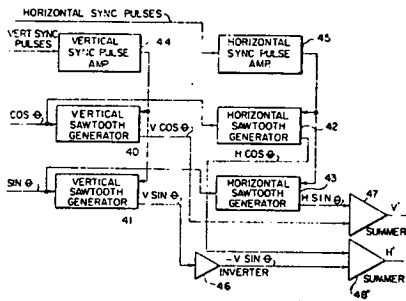 HORIZONTAL SYNC PULSES
VERT SYNC
PULSES
VERTICAL
SYNC PULSE
AMP.
44
HORIZONTAL
SYNC PULSE
AMP.
45
COS θ
VERTICAL
SAWTOOTH
GENERATOR
40
V COS θ
HORIZONTAL
SAWTOOTH
GENERATOR
42
H COS θ
SIN θ
VERTICAL
SAWTOOTH
GENERATOR
41
V SIN θ
HORIZONTAL
SAWTOOTH
GENERATOR
43
H SIN θ
47
V'
SUMMER
-V SIN θ
INVERTER
46
H'
SUMMER
48